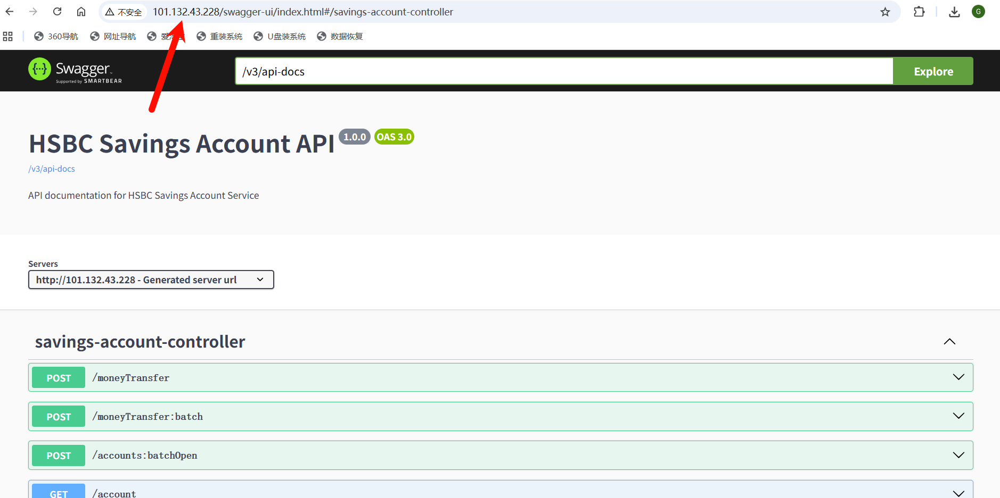 不安全 101.132.43.228/swagger-ui/index.html#/savings-account-controller G
360导航 网址导航 重装系统 U盘装系统 数据恢复
Swagger™
Supported by SMARTBEAR
/v3/api-docs Explore
HSBC Savings Account API 1.0.0 OAS 3.0
/v3/api-docs
API documentation for HSBC Savings Account Service
Servers
http://101.132.43.228 - Generated server url
savings-account-controller
POST /moneyTransfer
POST /moneyTransfer:batch
POST /accounts:batchOpen
GET /account